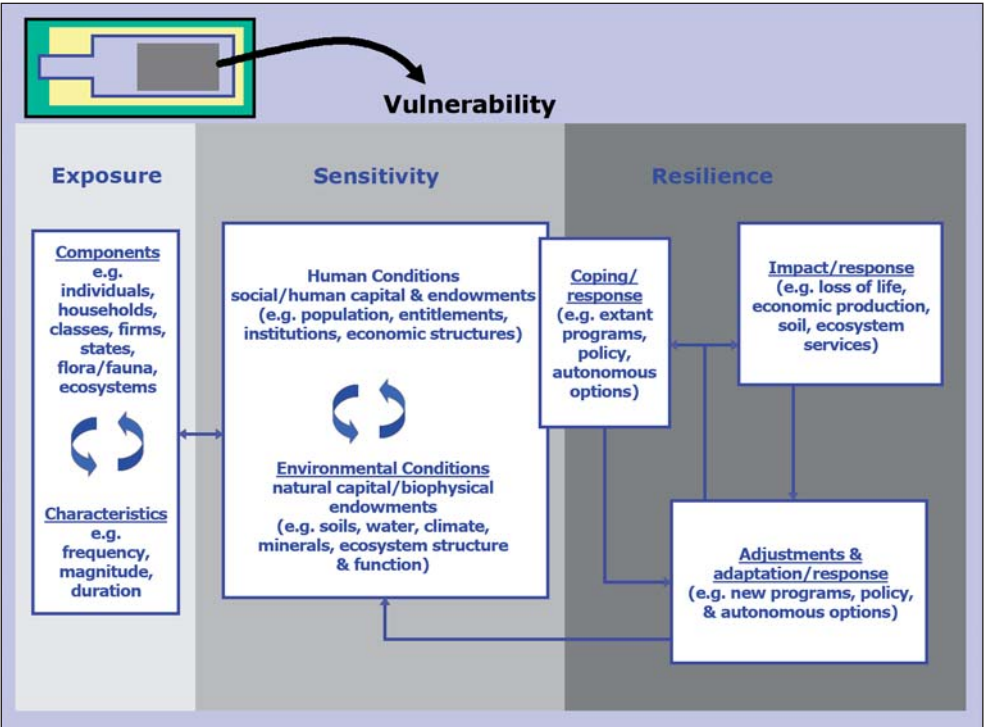 Vulnerability
Exposure
Sensitivity
Resilience
Components
e.g.
individuals,
households,
classes, firms,
states,
flora/fauna,
ecosystems
Characteristics
e.g.
frequency,
magnitude,
duration
Human Conditions
social/human capital & endowments
(e.g. population, entitlements,
institutions, economic structures)
Environmental Conditions
natural capital/biophysical
endowments
(e.g. soils, water, climate,
minerals, ecosystem structure
& function)
Coping/
response
(e.g. extant
programs,
policy,
autonomous
options)
Impact/response
(e.g. loss of life,
economic production,
soil, ecosystem
services)
Adjustments &
adaptation/response
(e.g. new programs, policy,
& autonomous options)